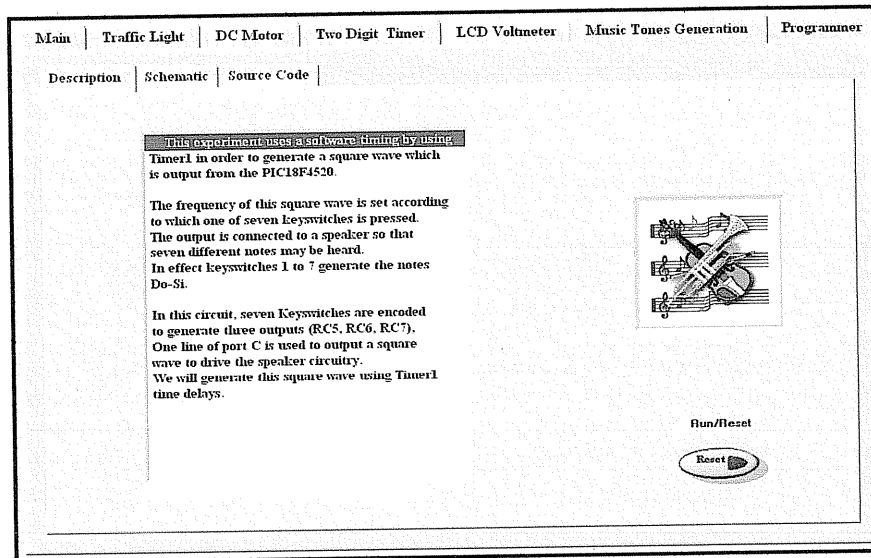 Main | Traffic Light | DC Motor | Two Digit Timer | LCD Voltmeter | Music Tones Generation | Programmer
Description | Schematic | Source Code |
This experiment uses a software timing by using
Timer1 in order to generate a square wave which
is output from the PIC18F4520.
The frequency of this square wave is set according
to which one of seven keyswitches is pressed.
The output is connected to a speaker so that
seven different notes may be heard.
In effect keyswitches 1 to 7 generate the notes
Do-Si.
In this circuit, seven Keyswitches are encoded
to generate three outputs (RC5, RC6, RC7).
One line of port C is used to output a square
wave to drive the speaker circuitry.
We will generate this square wave using Timer1
time delays.
Run/Reset
Reset